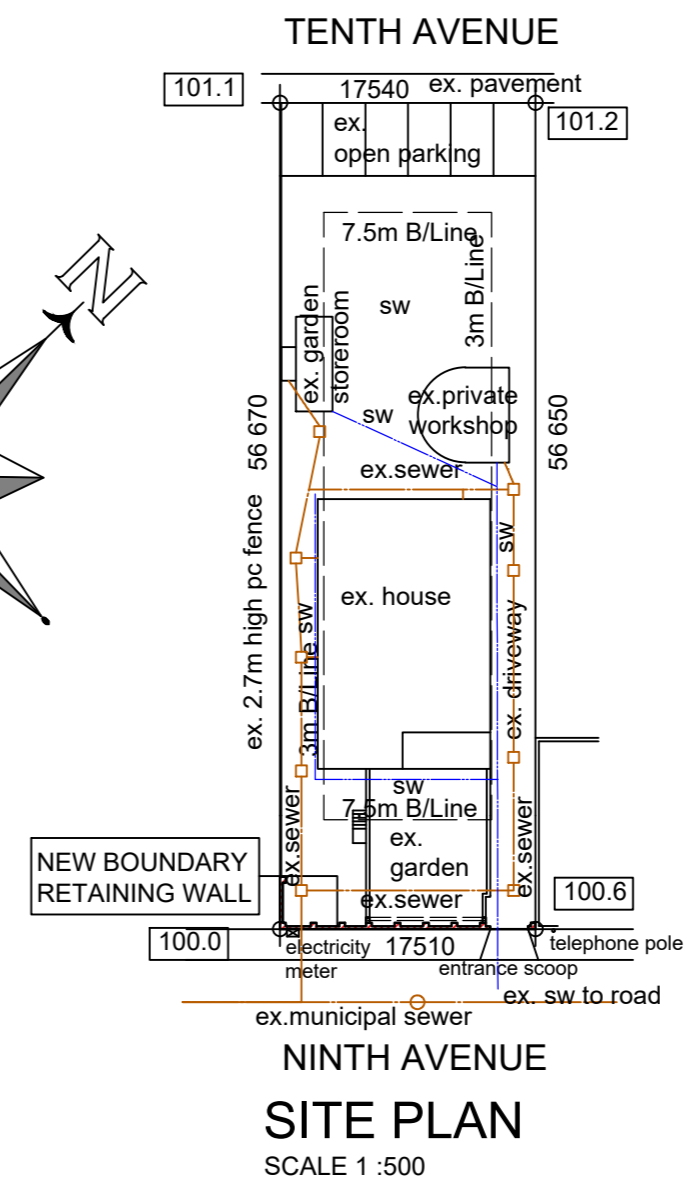 TENTH AVENUE
101.1
17540
ex. pavement
101.2
ex.
open parking
N
7.5m B/Line
3m B/Line
sw
ex. garden
storeroom
56 670
56 650
ex.private
workshop
sw
ex.sewer
sw
ex. 2.7m high pc fence
ex. house
3m B/Line sw
ex. driveway
sw
7.5m B/Line
ex.sewer
ex.
garden
ex.sewer
ex.sewer
NEW BOUNDARY
RETAINING WALL
100.6
100.0
electricity
meter
17510
telephone pole
entrance scoop
ex. sw to road
ex.municipal sewer
NINTH AVENUE
SITE PLAN
SCALE 1 :500